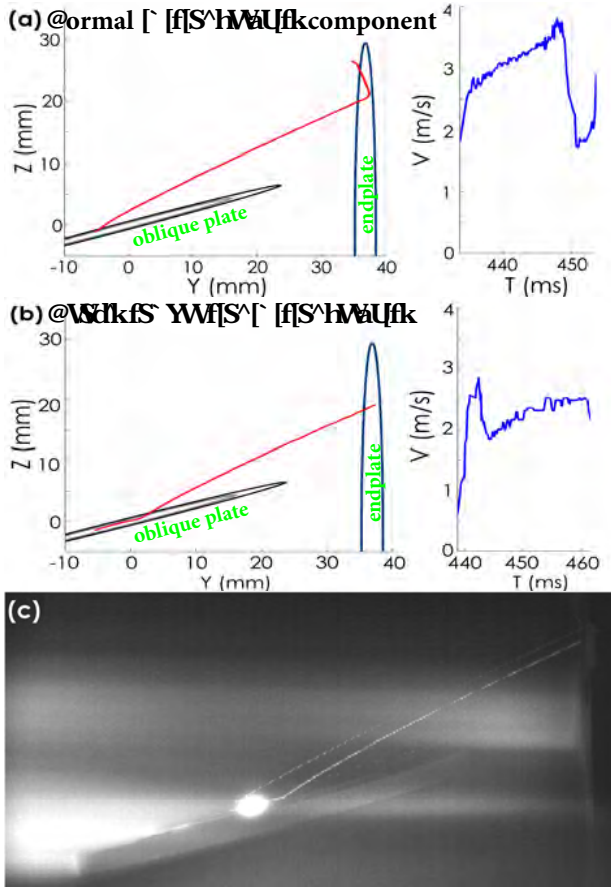 (a) @ormal component
30
20
10
0
Z (mm)
oblique plate
endplate
-10 0 10 20 30 40
Y (mm)
4
3
2
1
0
V (m/s)
440 450
T (ms)
(b)
30
20
10
0
Z (mm)
oblique plate
endplate
-10 0 10 20 30 40
Y (mm)
4
3
2
1
0
V (m/s)
440 450 460
T (ms)
(c)